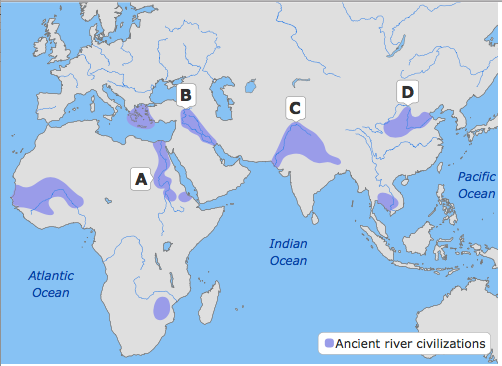 B
C
D
A
Pacific
Ocean
Indian
Ocean
Atlantic
Ocean
Ancient river civilizations